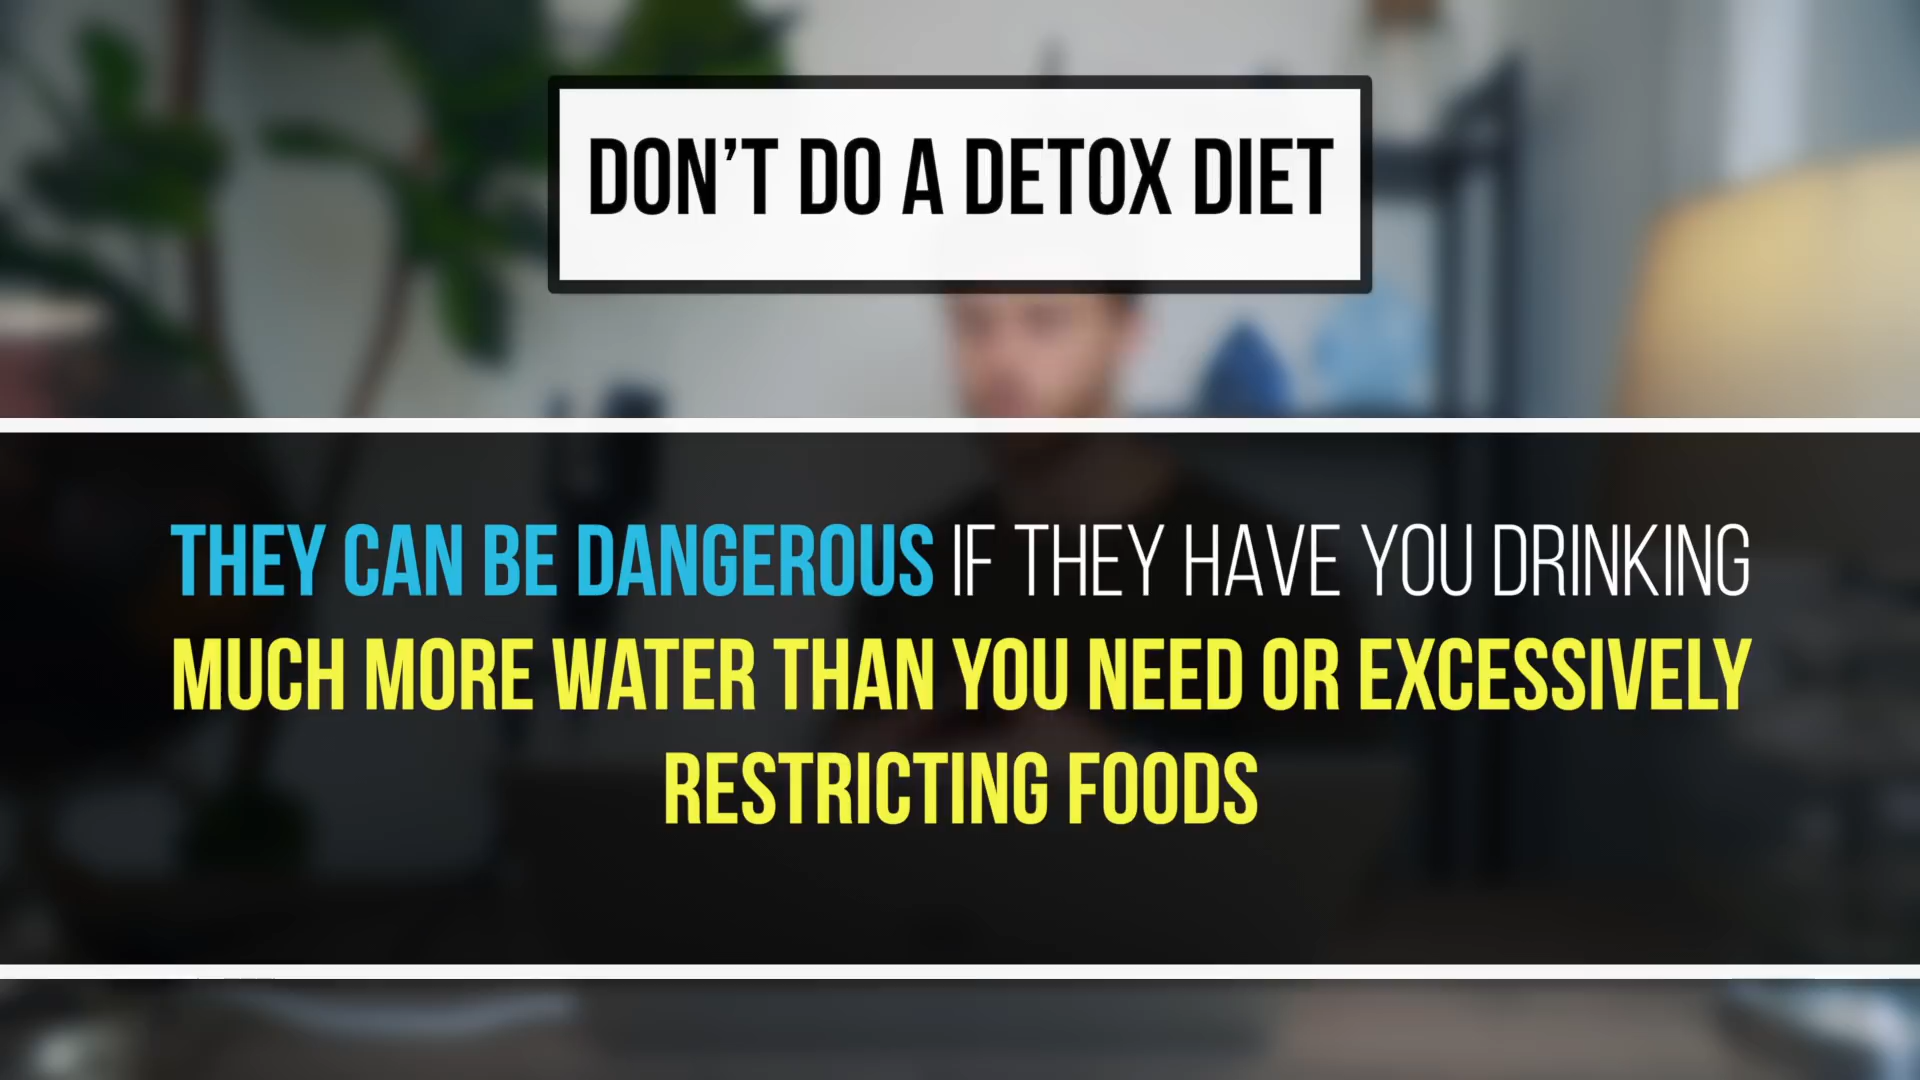 DON'T DO A DETOX DIET
THEY CAN BE DANGEROUS IF THEY HAVE YOU DRINKING
MUCH MORE WATER THAN YOU NEED OR EXCESSIVELY
RESTRICTING FOODS